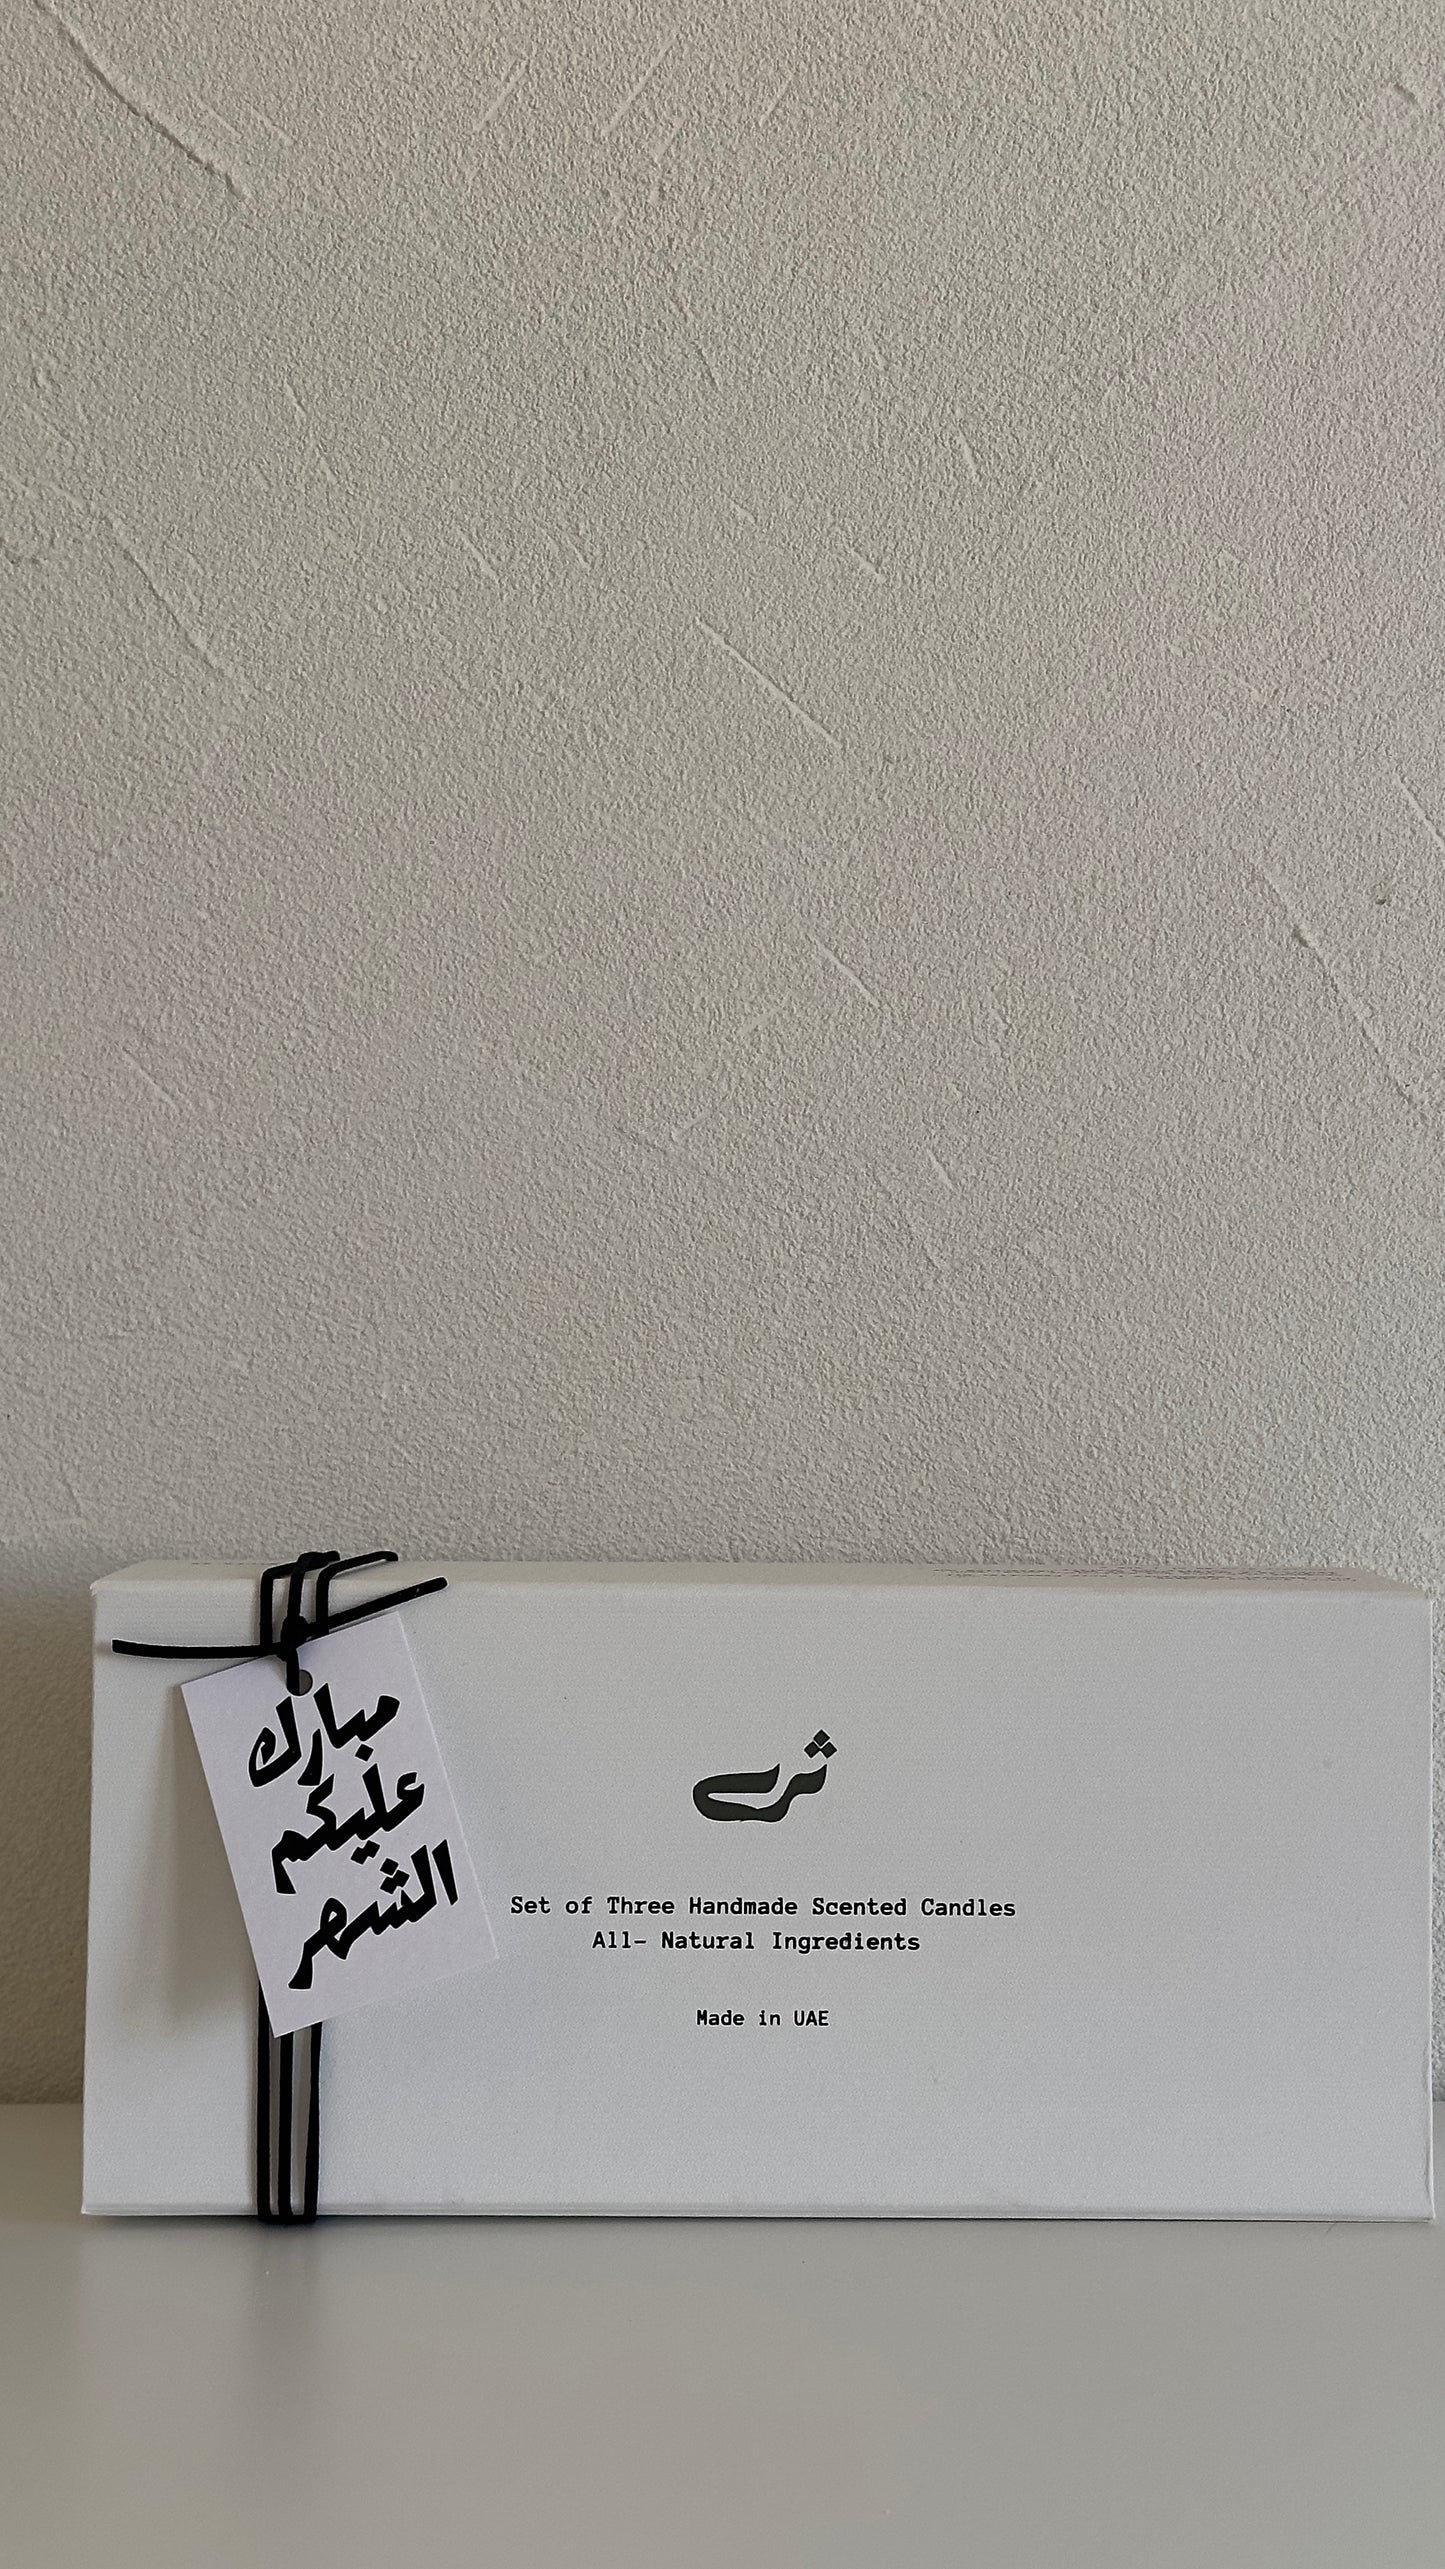 مبارك
عليكم
الشهر
ثرى
Set of Three Handmade Scented Candles
All- Natural Ingredients
Made in UAE